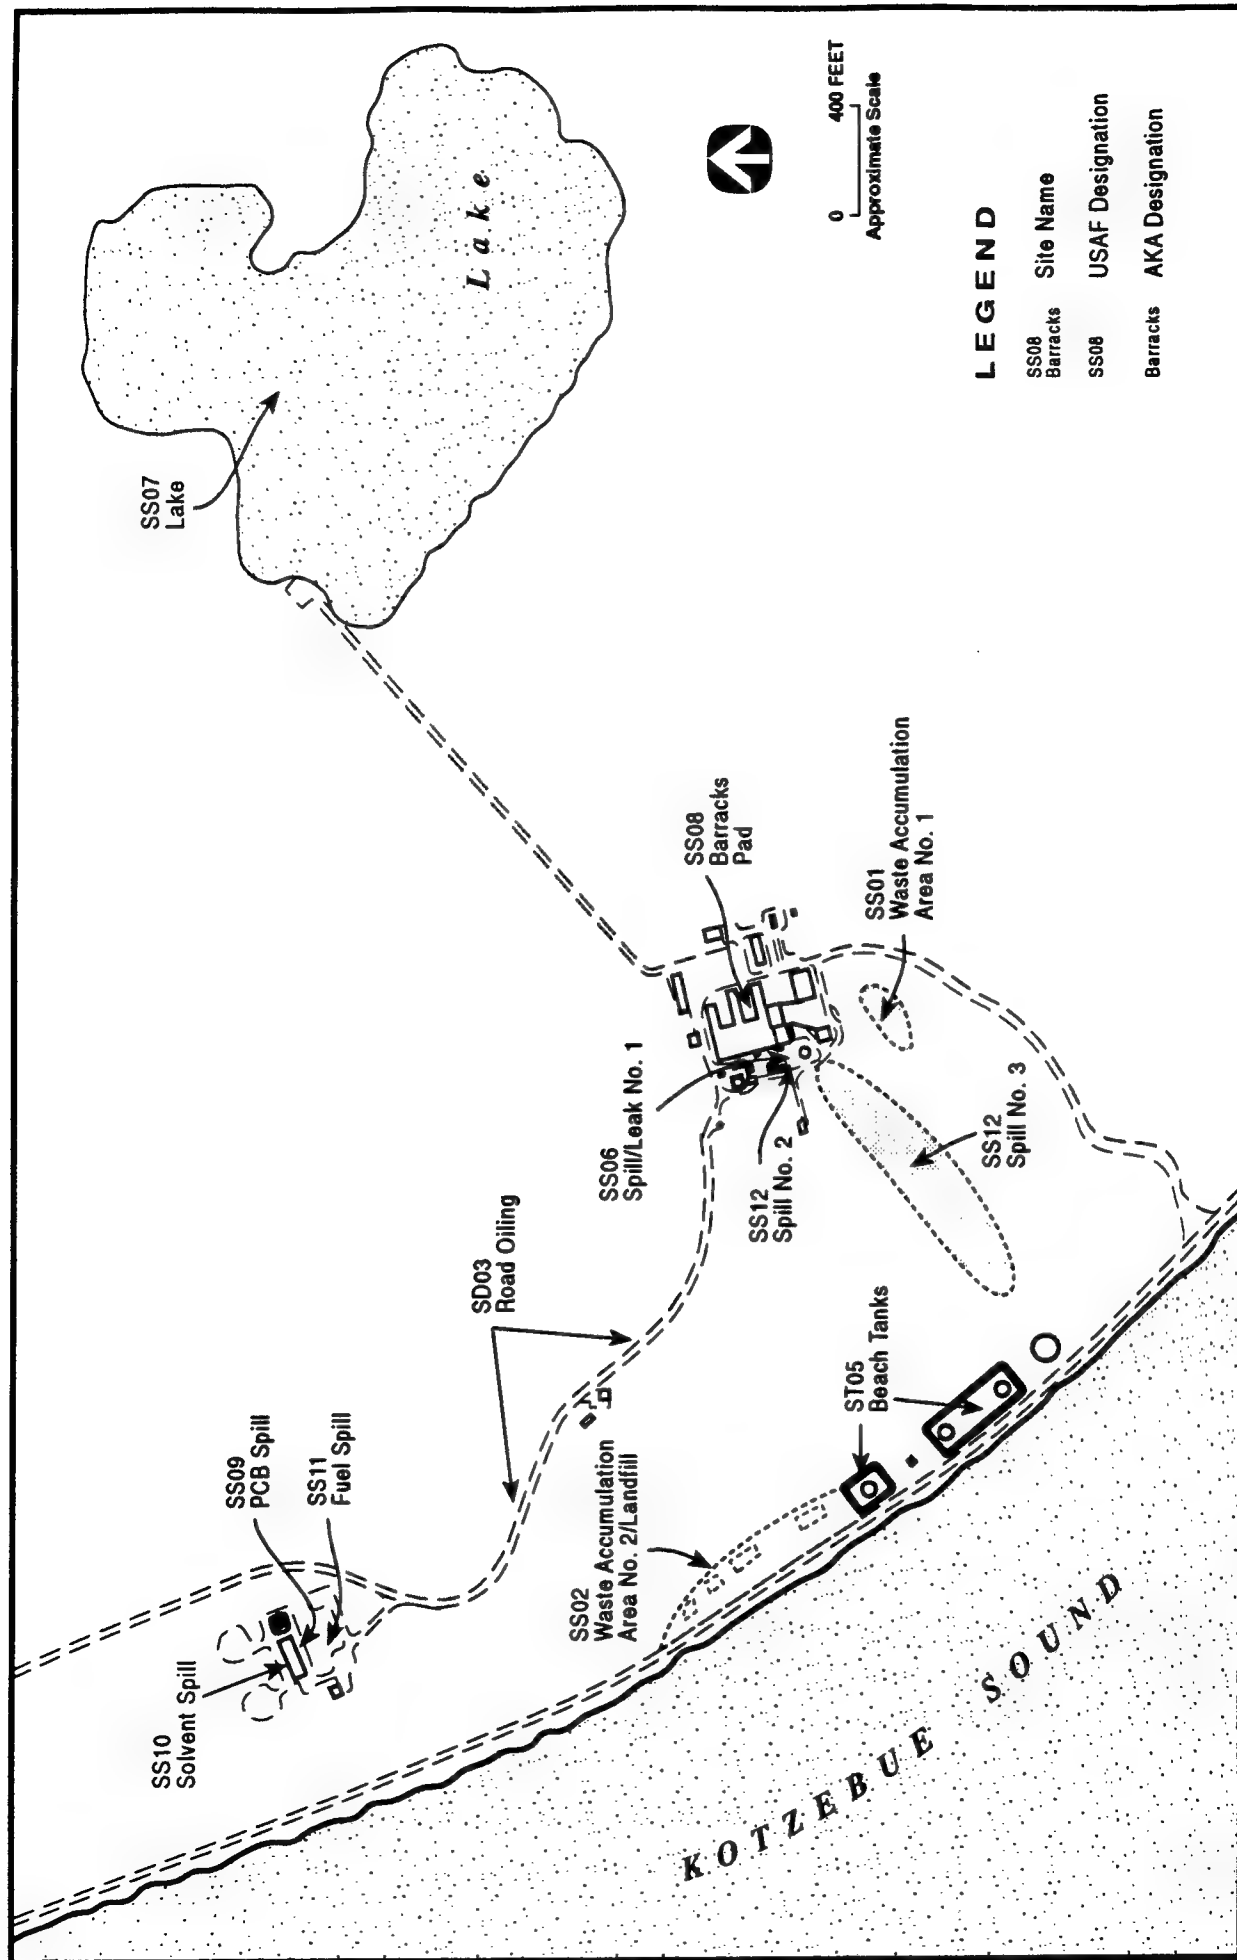 SS10
Solvent Spill
SS09
PCB Spill
SS11
Fuel Spill
SD03
Road Oiling
SS07
Lake
Lake
SS02
Waste Accumulation
Area No. 2/Landfill
SS06
Spill/Leak No. 1
SS12
Spill No. 2
SS08
Barracks
Pad
ST05
Beach Tanks
SS12
Spill No. 3
SS01
Waste Accumulation
Area No. 1
KOTZEBUE SOUND
0 400 FEET
Approximate Scale
LEGEND
SS08
Barracks
Site Name
SS08 USAF Designation
Barracks AKA Designation